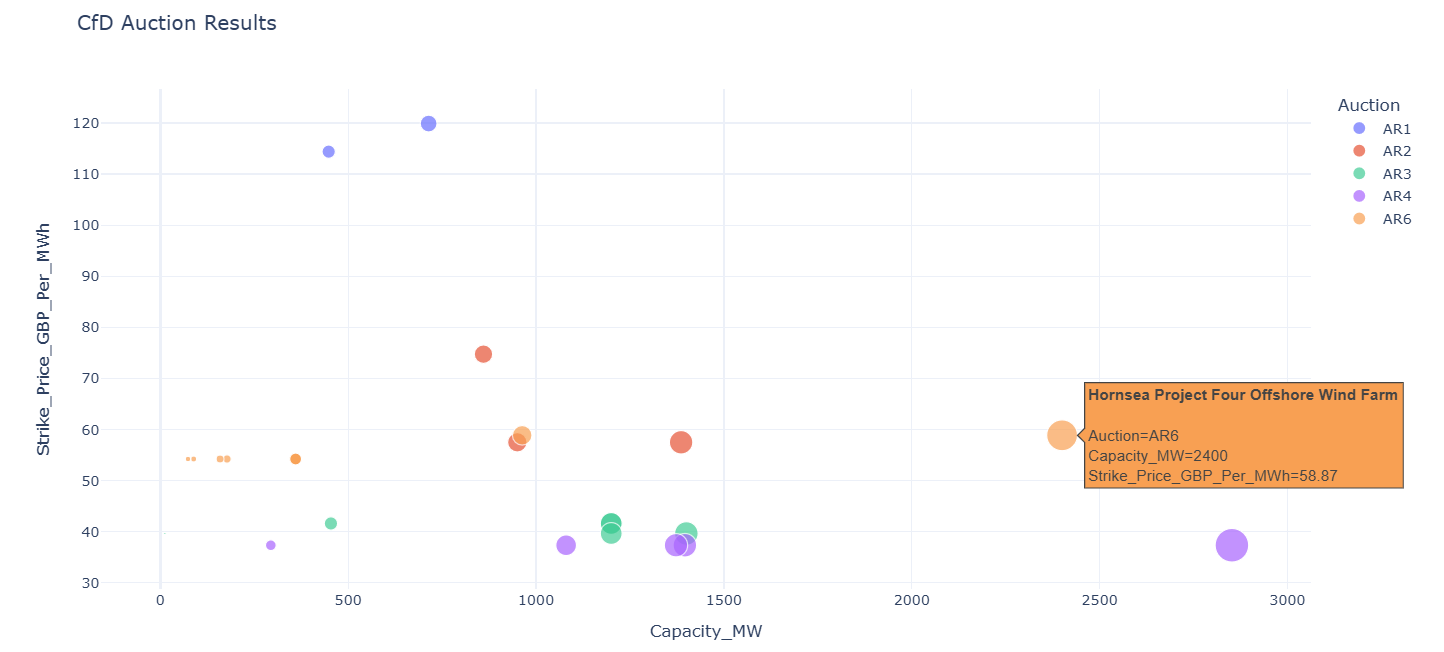 CfD Auction Results
Strike_Price_GBP_Per_MWh
120
110
100
90
80
70
60
50
40
30
0
500
1000
1500
2000
2500
3000
Capacity_MW
Auction
AR1
AR2
AR3
AR4
AR6
Hornsea Project Four Offshore Wind Farm
Auction=AR6
Capacity_MW=2400
Strike_Price_GBP_Per_MWh=58.87